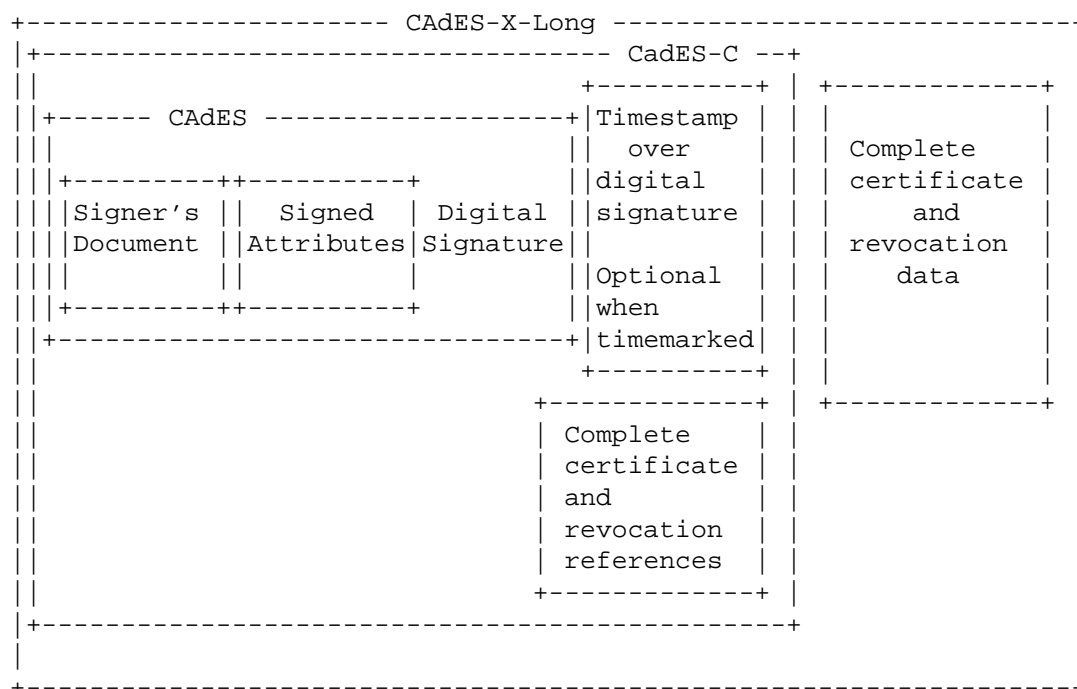 +----------------------- CAdES-X-Long -----------------------------
|+----------------------------------- CadES-C --+
||                                  +----------+ | +-------------+
||+------ CAdES -------------------+|Timestamp | | |             |
|||                                ||  over    | | | Complete    |
|||+---------++----------+         ||digital   | | | certificate |
||||Signer's ||  Signed  | Digital ||signature | | |     and     |
||||Document ||Attributes|Signature||          | | | revocation  |
||||         ||          |         ||Optional  | | |    data     |
|||+---------++----------+         ||when      | | |             |
||+--------------------------------+|timemarked| | |             |
||                                  +----------+ | |             |
||                               +-------------+ | +-------------+
||                               | Complete    | |
||                               | certificate | |
||                               | and         | |
||                               | revocation  | |
||                               | references  | |
||                               +-------------+ |
|+-----------------------------------------------+
|
+------------------------------------------------------------------